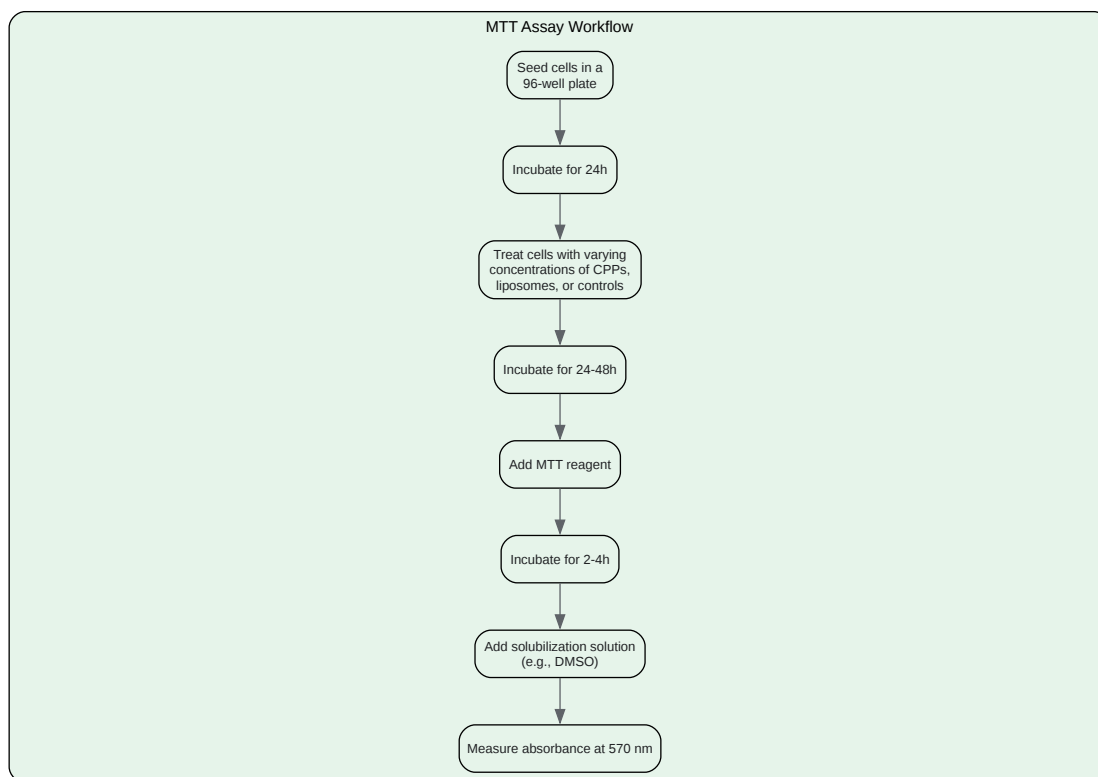 MTT Assay Workflow
Seed cells in a
96-well plate
Incubate for 24h
Treat cells with varying
concentrations of CPPs,
liposomes, or controls
Incubate for 24-48h
Add MTT reagent
Incubate for 2-4h
Add solubilization solution
(e.g., DMSO)
Measure absorbance at 570 nm